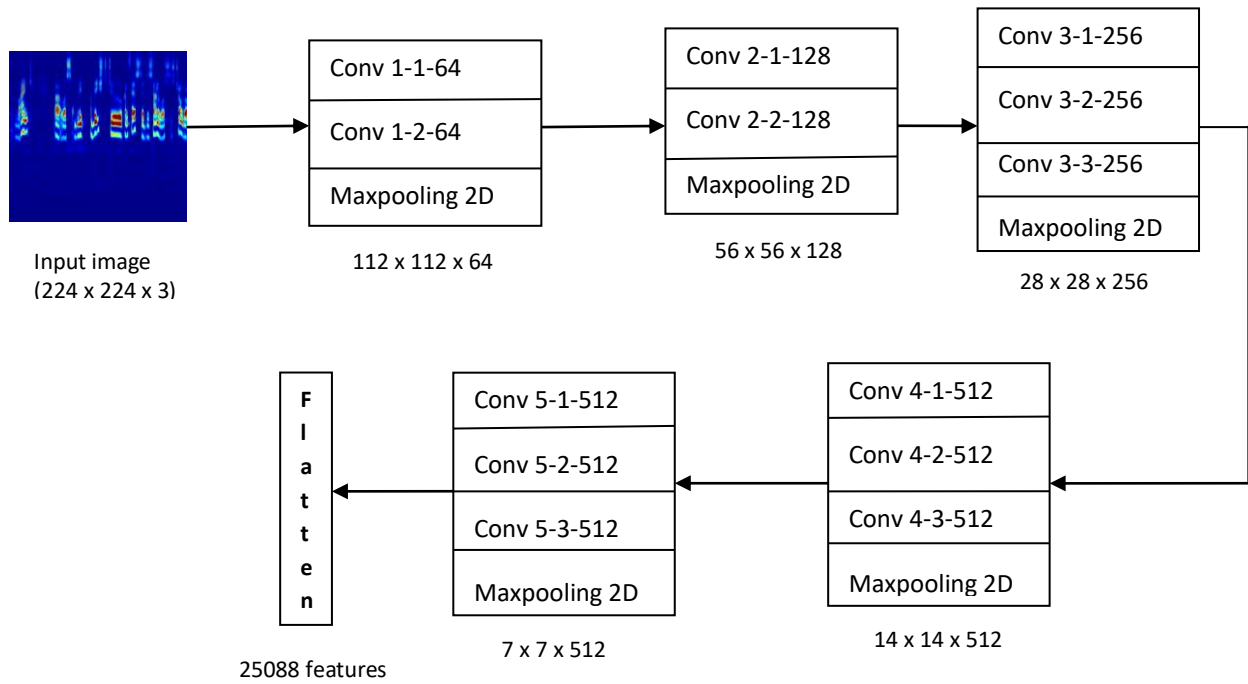 Input image
(224 x 224 x 3)
Conv 1-1-64
Conv 1-2-64
Maxpooling 2D
112 x 112 x 64
Conv 2-1-128
Conv 2-2-128
Maxpooling 2D
56 x 56 x 128
Conv 3-1-256
Conv 3-2-256
Conv 3-3-256
Maxpooling 2D
28 x 28 x 256
Conv 4-1-512
Conv 4-2-512
Conv 4-3-512
Maxpooling 2D
14 x 14 x 512
Conv 5-1-512
Conv 5-2-512
Conv 5-3-512
Maxpooling 2D
7 x 7 x 512
Flatten
25088 features